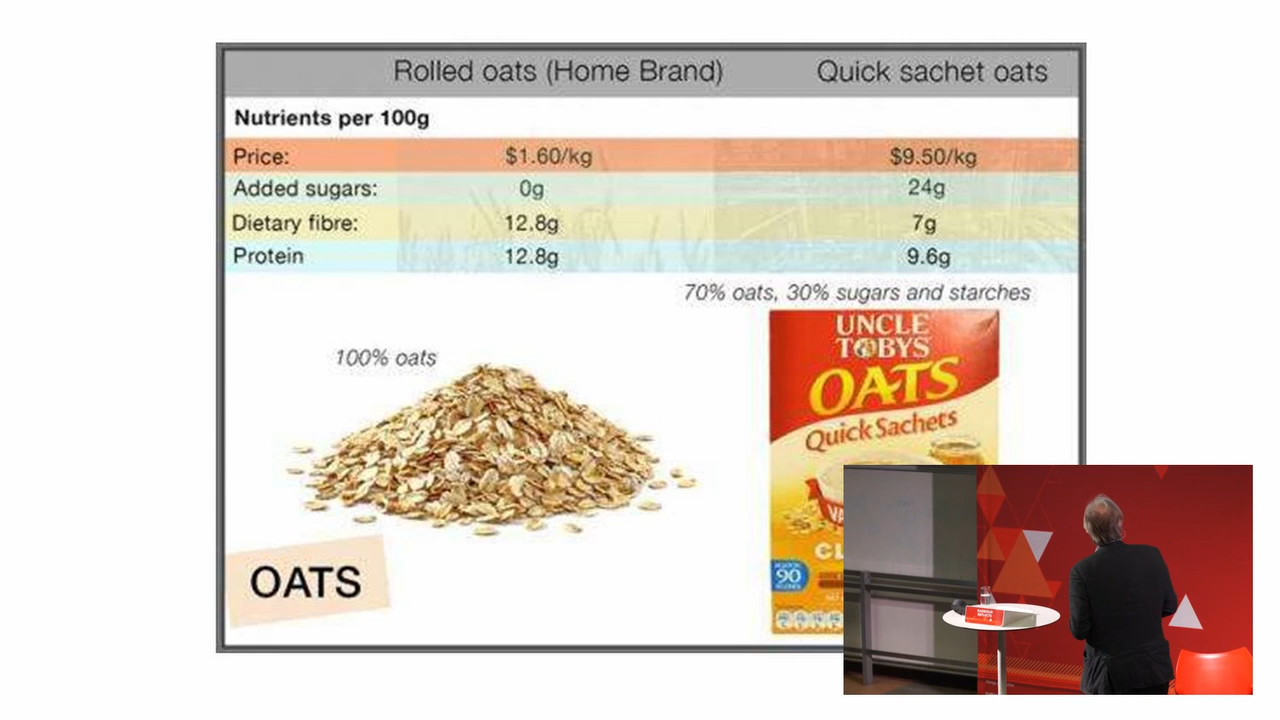 Rolled oats (Home Brand) Quick sachet oats
Nutrients per 100g
Price: $1.60/kg $9.50/kg
Added sugars: 0g 24g
Dietary fibre: 12.8g 7g
Protein 12.8g 9.6g
70% oats, 30% sugars and starches
100% oats
UNCLE
TOBYS
OATS
Quick Sachets
VA
CL
90
OATS